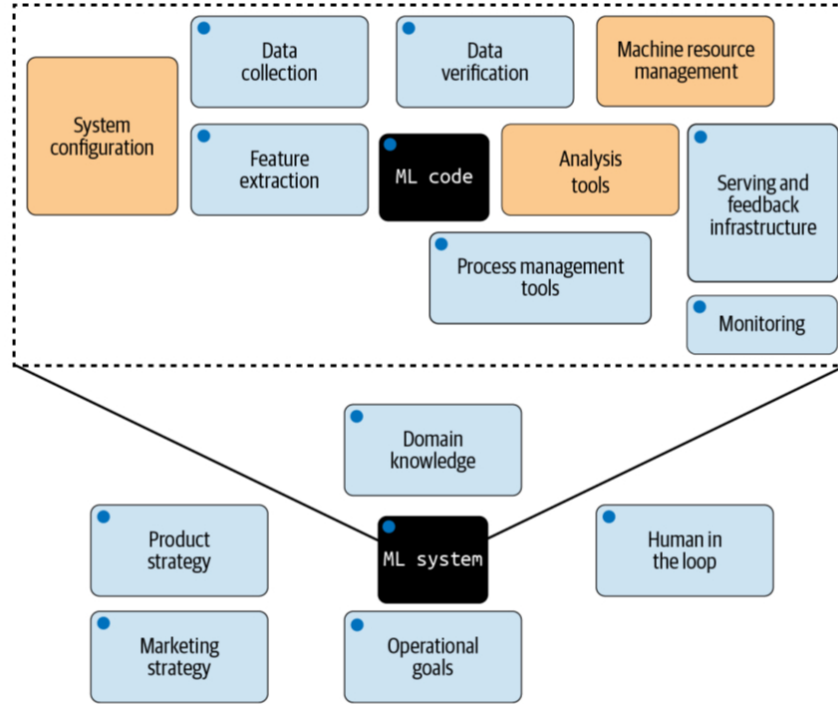 Data
collection
Data
verification
Machine resource
management
System
configuration
Feature
extraction
ML code
Analysis
tools
Serving and
feedback
infrastructure
Process management
tools
Monitoring
Domain
knowledge
Product
strategy
ML system
Human in
the loop
Marketing
strategy
Operational
goals